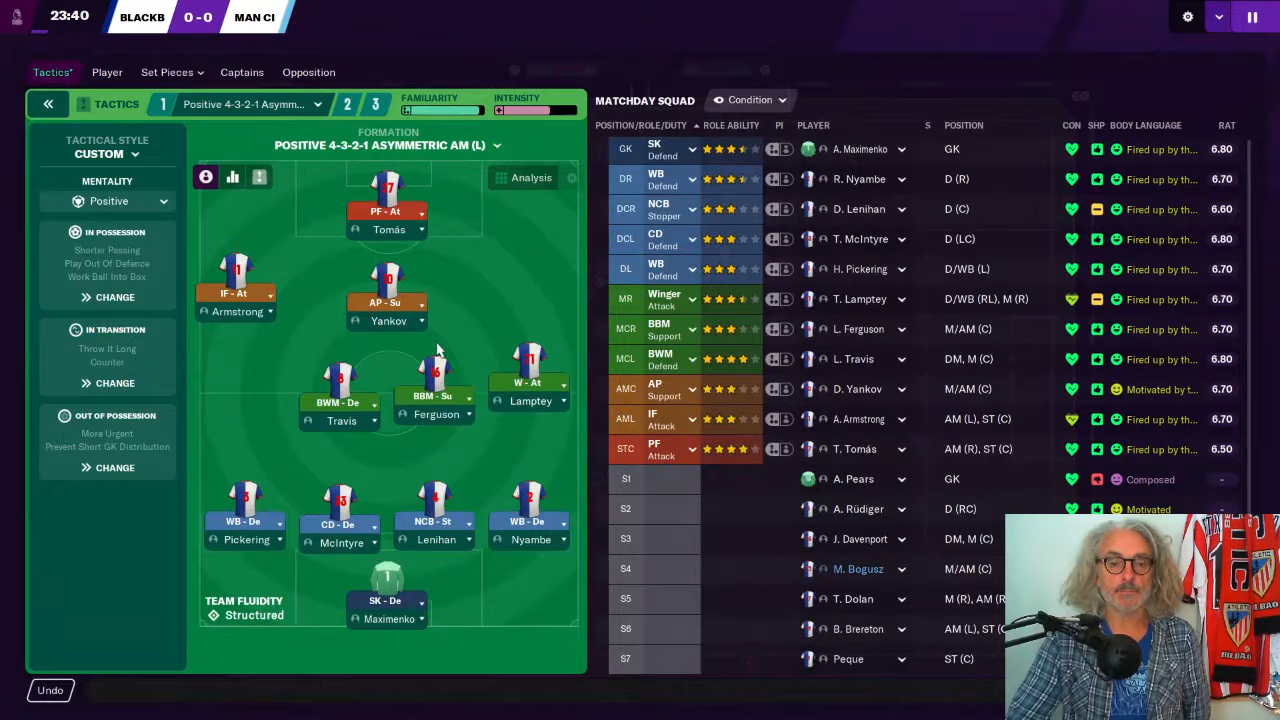 23:40
BLACKB 0 - 0 MAN CI
Tactics* Player Set Pieces Captains Opposition
TACTICS 1 Positive 4-3-2-1 Asymm... 2 3 FAMILIARITY INTENSITY
TACTICAL STYLE
CUSTOM
MENTALITY
Positive
IN POSSESSION
Shorter Passing
Play Out Of Defence
Work Ball Into Box
CHANGE
IN TRANSITION
Throw It Long
Counter
CHANGE
OUT OF POSSESSION
More Urgent
Prevent Short GK Distribution
CHANGE
Undo
FORMATION
POSITIVE 4-3-2-1 ASYMMETRIC AM (L)
Analysis
PF - At
Tomás
IF - At
Armstrong
AP - Su
Yankov
BWM - De
Travis
BBM - Su
Ferguson
W - At
Lamptey
WB - De
Pickering
CD - De
McIntyre
NCB - St
Lenihan
WB - De
Nyambe
1
SK - De
Maximenko
TEAM FLUIDITY
Structured
MATCHDAY SQUAD Condition
POSITION/ROLE/DUTY ROLE ABILITY PI PLAYER S POSITION CON SHP BODY LANGUAGE RAT
GK SK Defend A. Maximenko GK Fired up by th... 6.80
DR WB Defend R. Nyambe D (R) Fired up by th... 6.70
DCR NCB Stopper D. Lenihan D (C) Fired up by th... 6.60
DCL CD Defend T. McIntyre D (LC) Fired up by th... 6.80
DL WB Defend H. Pickering D/WB (L) Fired up by th... 6.70
MR Winger Attack T. Lamptey D/WB (RL), M (R) Fired up by th... 6.70
MCR BBM Support L. Ferguson M/AM (C) Fired up by th... 6.70
MCL BWM Defend L. Travis DM, M (C) Fired up by th... 6.80
AMC AP Support D. Yankov M/AM (C) Motivated by t... 6.70
AML IF Attack A. Armstrong AM (L), ST (C) Fired up by th... 6.70
STC PF Attack T. Tomás AM (R), ST (C) Fired up by th... 6.50
S1 A. Pears GK Composed -
S2 A. Rüdiger D (RC) Motivated
S3 J. Davenport DM, M (C)
S4 M. Bogusz M/AM (C)
S5 T. Dolan M (R), AM (R
S6 B. Brereton AM (L), ST (C
S7 Peque ST (C)